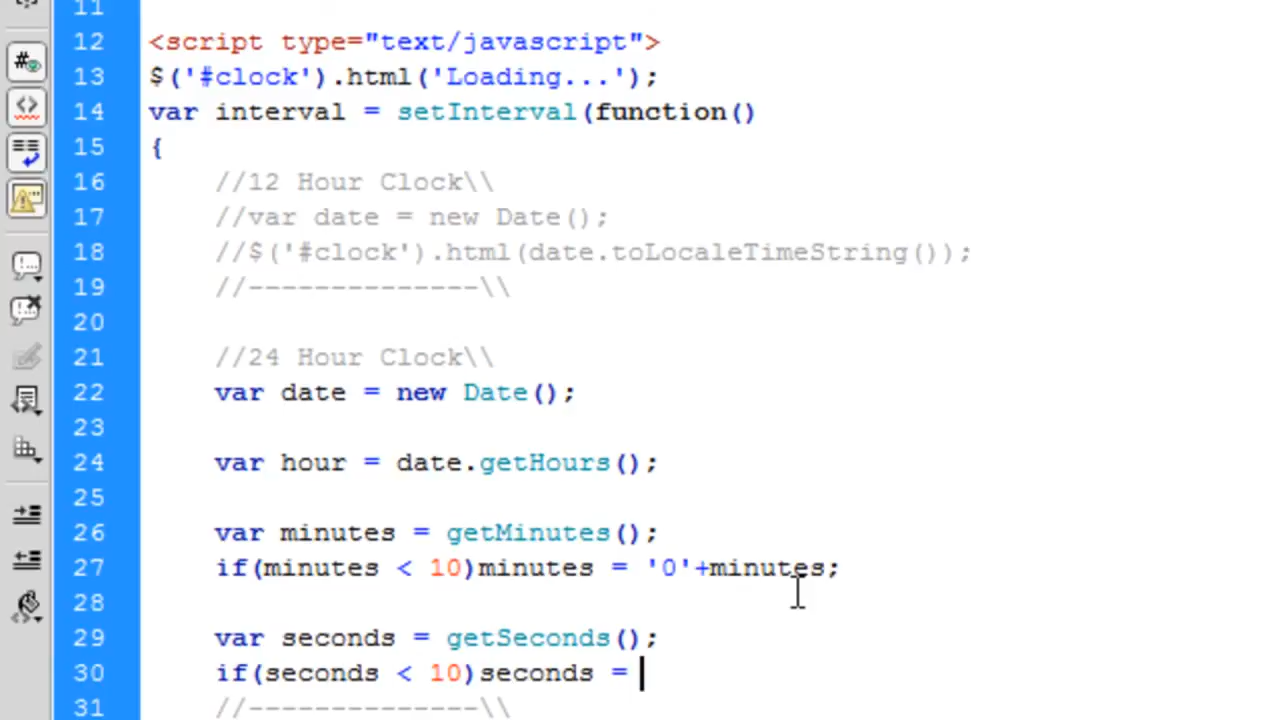 11
12 <script type="text/javascript">
13 $('#clock').html('Loading...');
14 var interval = setInterval(function()
15 {
16 //12 Hour Clock\\
17 //var date = new Date();
18 //$('#clock').html(date.toLocaleTimeString());
19 //--------------\\
20
21 //24 Hour Clock\\
22 var date = new Date();
23
24 var hour = date.getHours();
25
26 var minutes = getMinutes();
27 if(minutes < 10)minutes = '0'+minutes;
28
29 var seconds = getSeconds();
30 if(seconds < 10)seconds =
31 //--------------\\